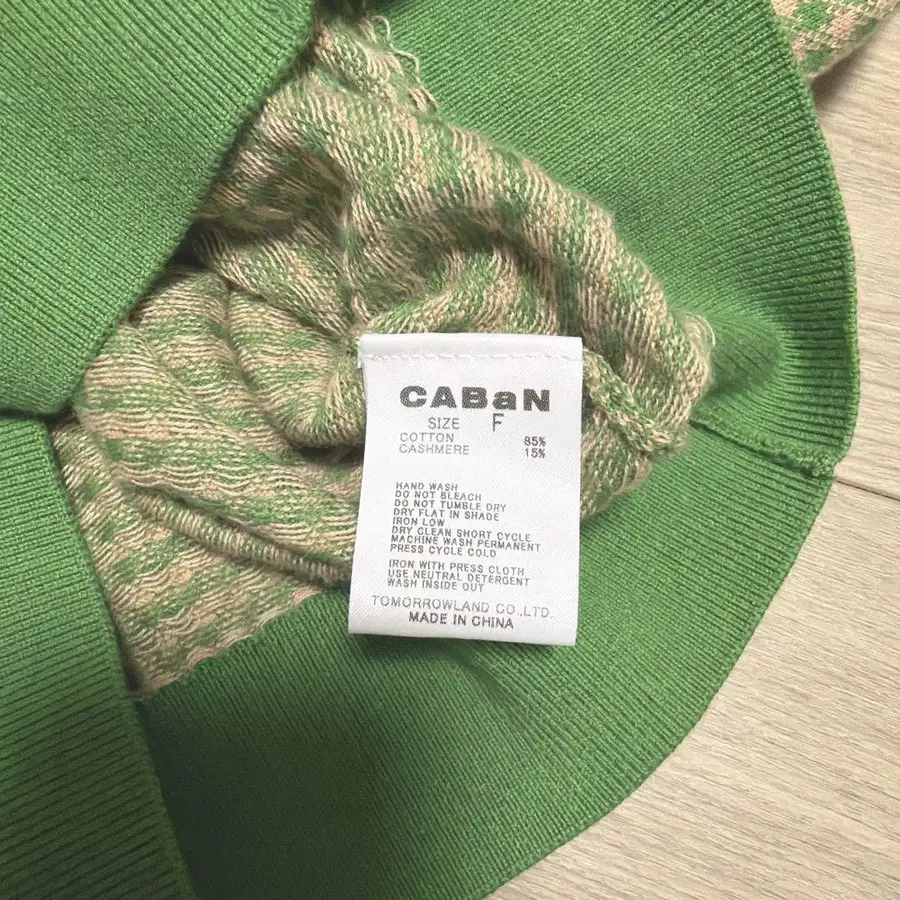 CABaN
SIZE F
COTTON 85%
CASHMERE 15%
HAND WASH
DO NOT BLEACH
DO NOT TUMBLE DRY
DRY FLAT IN SHADE
IRON LOW
DRY CLEAN SHORT CYCLE
MACHINE WASH PERMANENT
PRESS CYCLE COLD
IRON WITH PRESS CLOTH
USE NEUTRAL DETERGENT
WASH INSIDE OUT
TOMORROWLAND CO.,LTD.
MADE IN CHINA